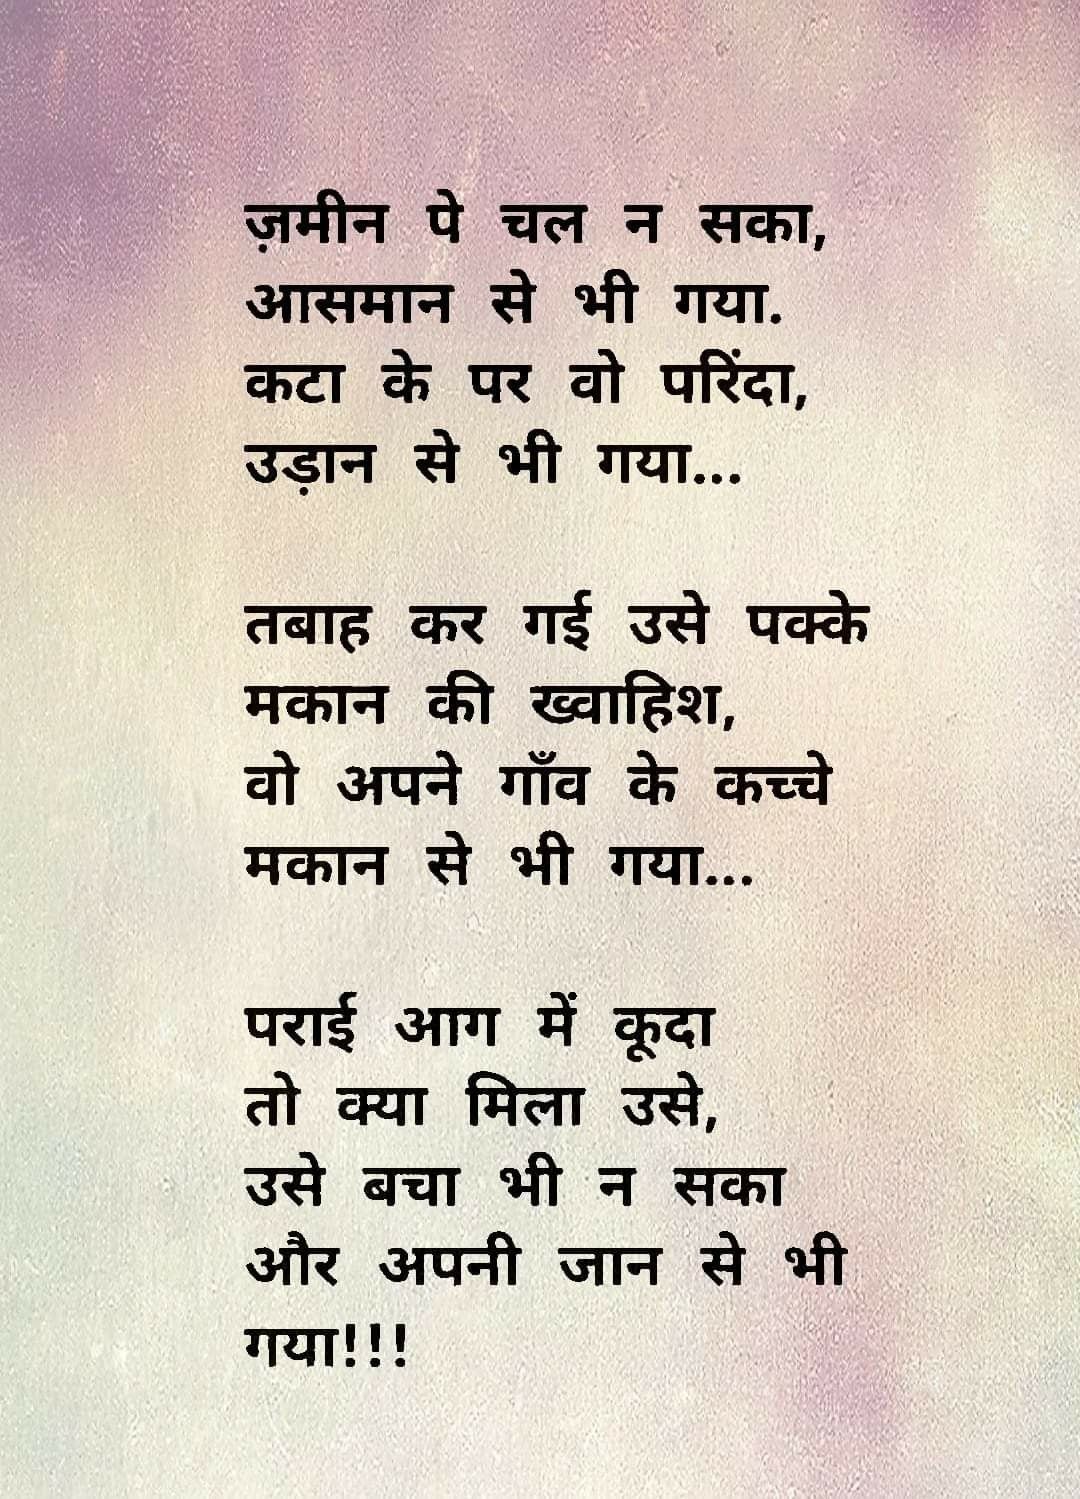 ज़मीन पे चल न सका,
आसमान से भी गया.
कटा के पर वो परिंदा,
उड़ान से भी गया...
तबाह कर गई उसे पक्के
मकान की ख्वाहिश,
वो अपने गाँव के कच्चे
मकान से भी गया...
पराई आग में कूदा
तो क्या मिला उसे,
उसे बचा भी न सका
और अपनी जान से भी
गया!!!